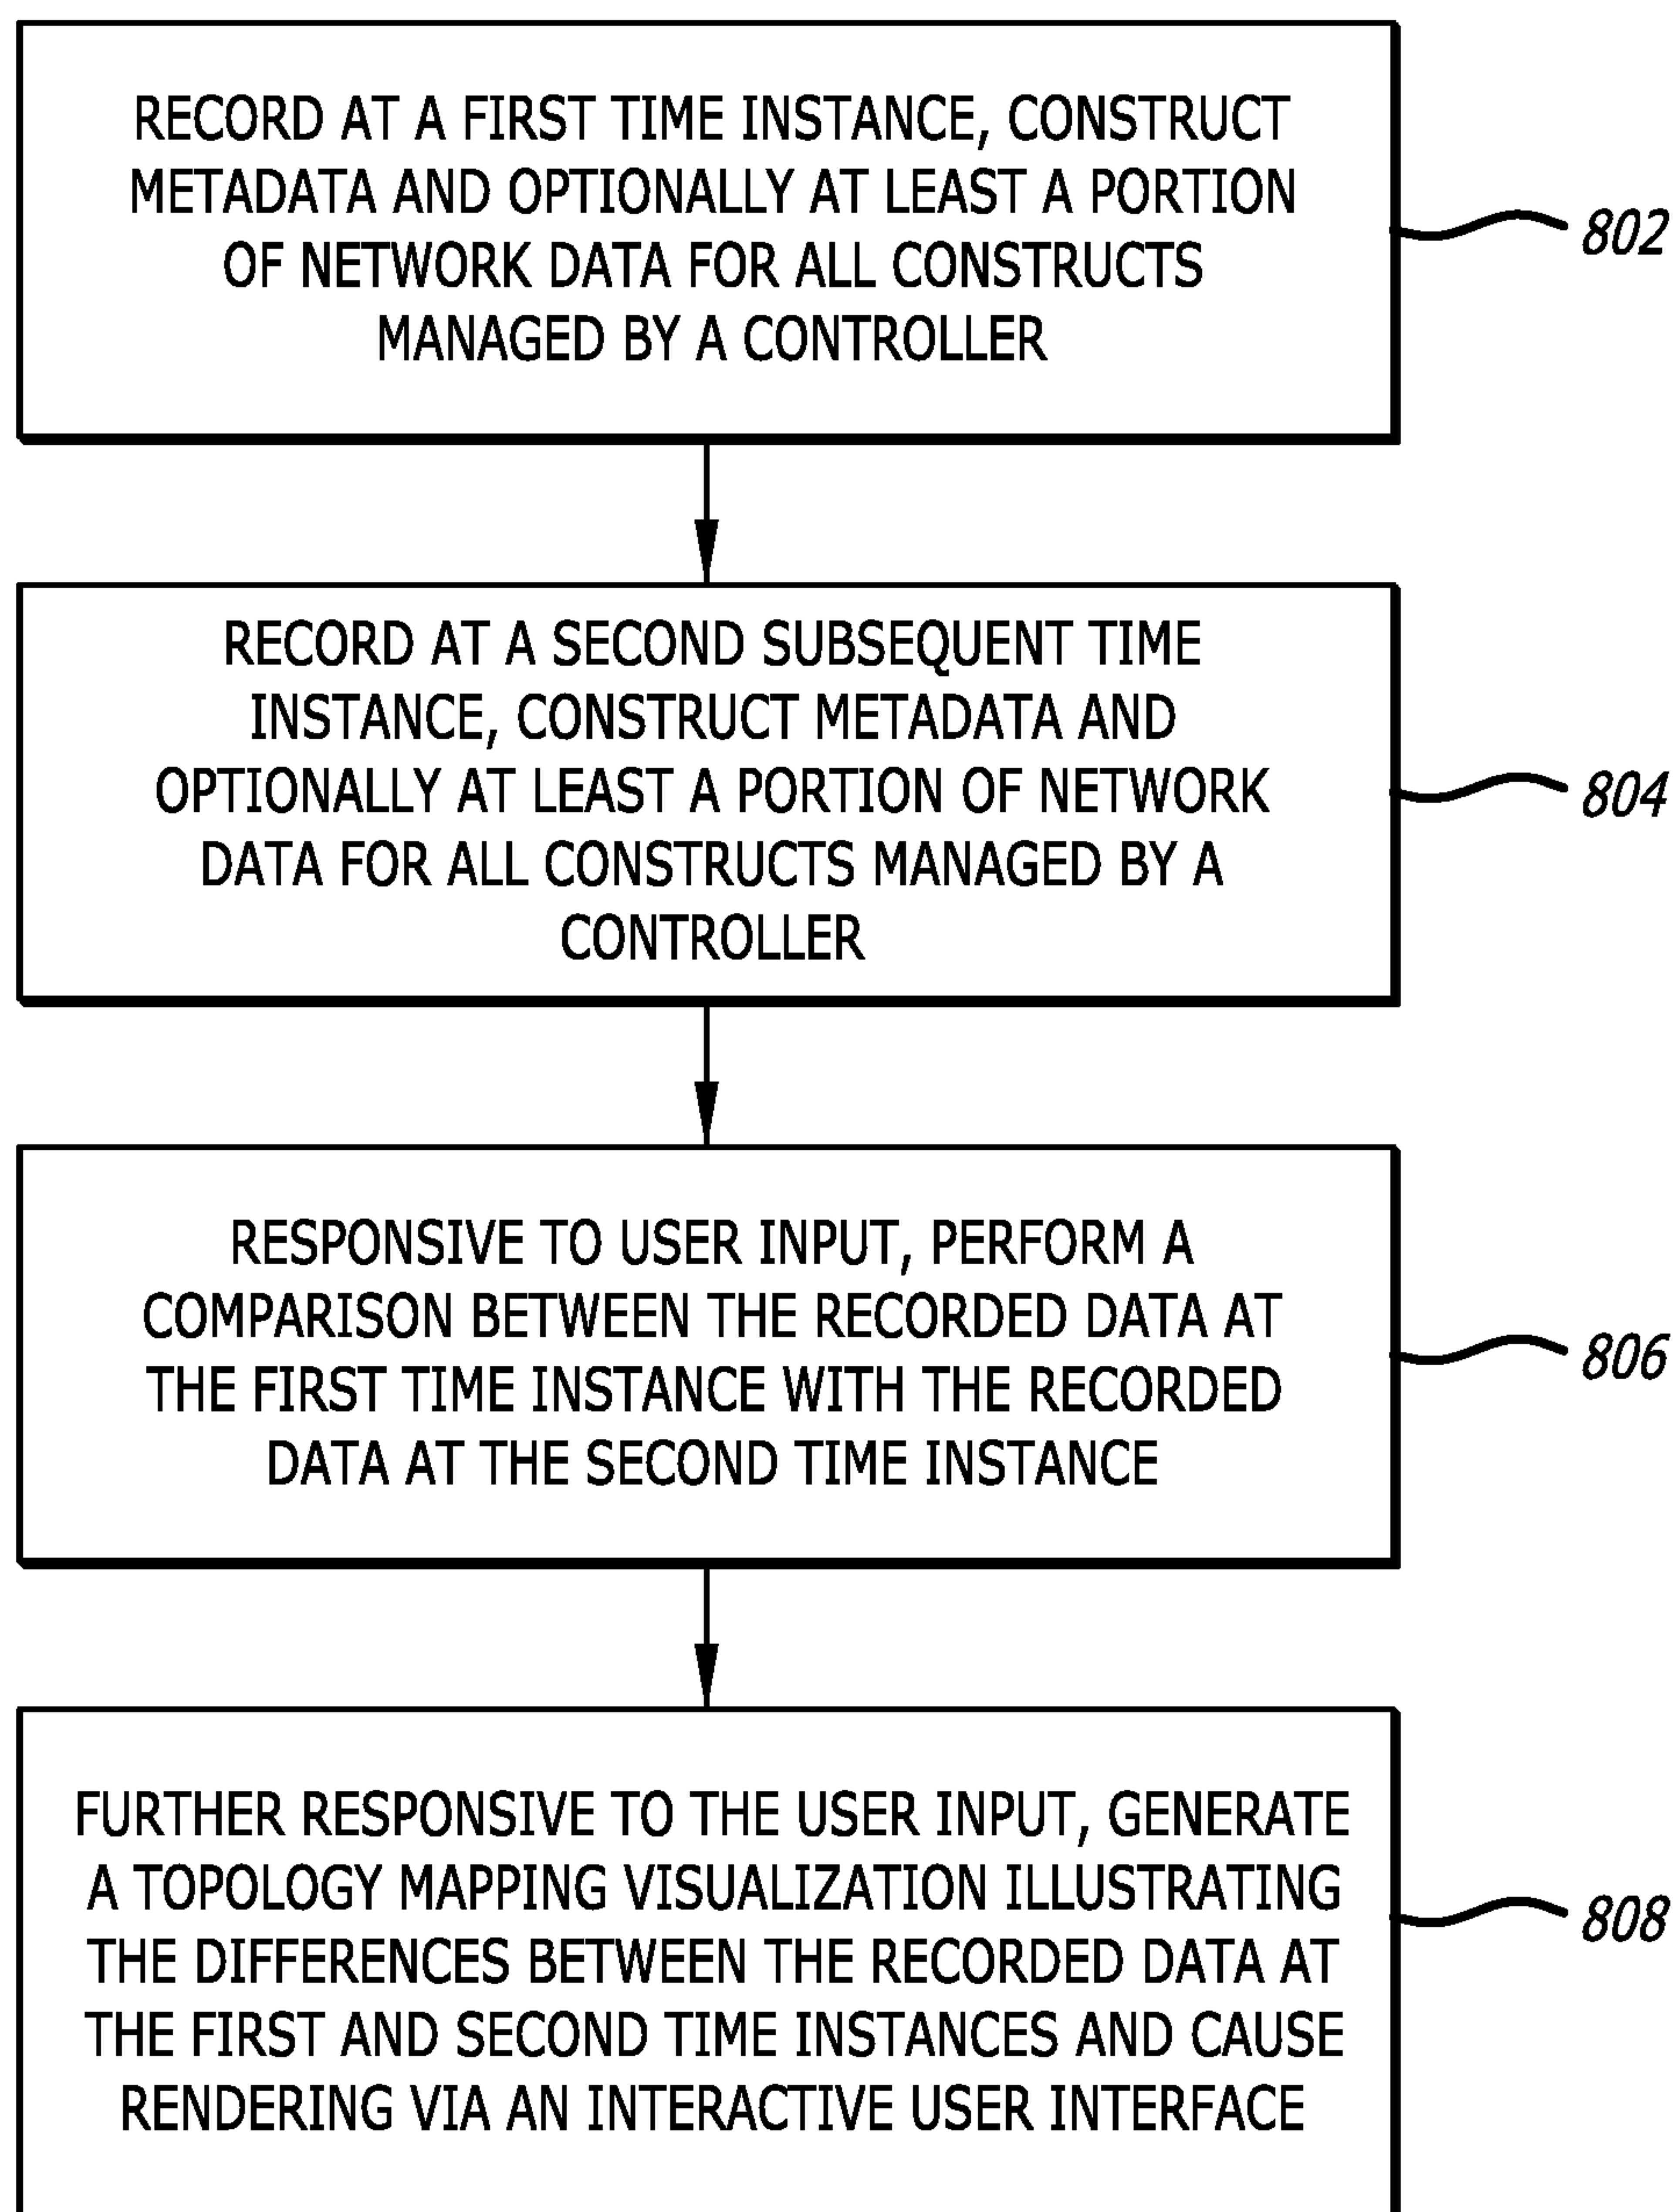 RECORD AT A FIRST TIME INSTANCE, CONSTRUCT
METADATA AND OPTIONALLY AT LEAST A PORTION
OF NETWORK DATA FOR ALL CONSTRUCTS
MANAGED BY A CONTROLLER
802
RECORD AT A SECOND SUBSEQUENT TIME
INSTANCE, CONSTRUCT METADATA AND
OPTIONALLY AT LEAST A PORTION OF NETWORK
DATA FOR ALL CONSTRUCTS MANAGED BY A
CONTROLLER
804
RESPONSIVE TO USER INPUT, PERFORM A
COMPARISON BETWEEN THE RECORDED DATA AT
THE FIRST TIME INSTANCE WITH THE RECORDED
DATA AT THE SECOND TIME INSTANCE
806
FURTHER RESPONSIVE TO THE USER INPUT, GENERATE
A TOPOLOGY MAPPING VISUALIZATION ILLUSTRATING
THE DIFFERENCES BETWEEN THE RECORDED DATA AT
THE FIRST AND SECOND TIME INSTANCES AND CAUSE
RENDERING VIA AN INTERACTIVE USER INTERFACE
808